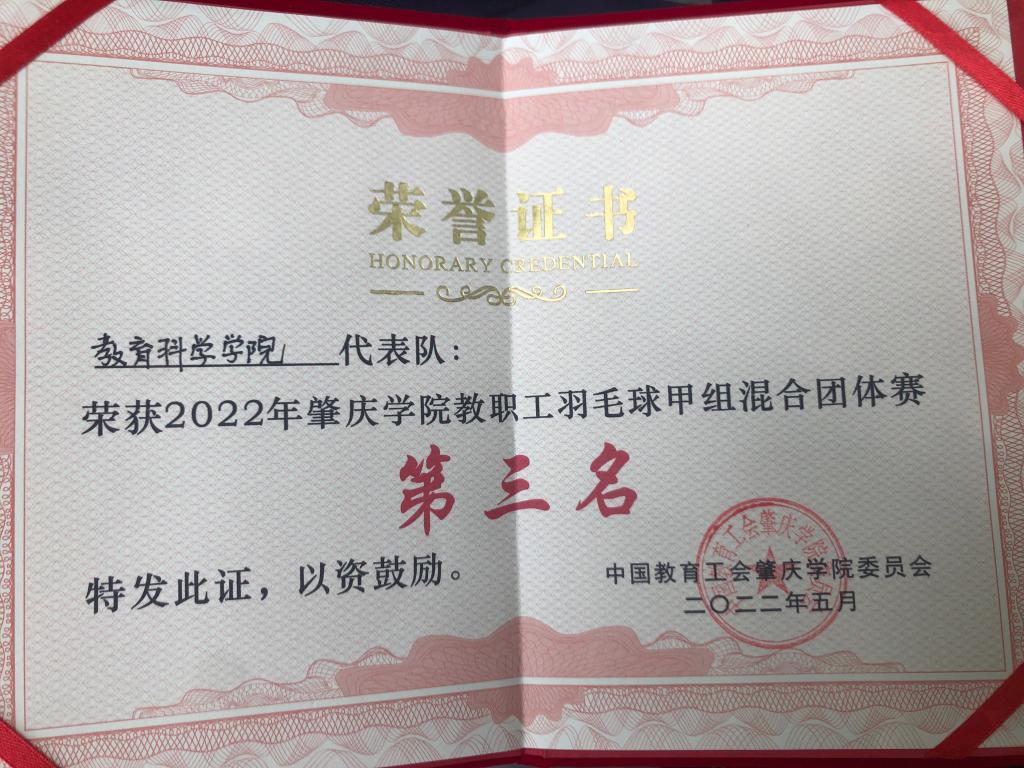 荣誉证书
HONORARY CREDENTIAL
教育科学学院代表队：
荣获2022年肇庆学院教职工羽毛球甲组混合团体赛
第三名
特发此证，以资鼓励。
中国教育工会肇庆学院委员会
二〇二二年五月